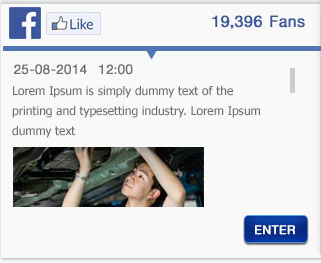 f Like 19,396 Fans
25-08-2014 12:00
Lorem Ipsum is simply dummy text of the
printing and typesetting industry. Lorem Ipsum
dummy text
ENTER